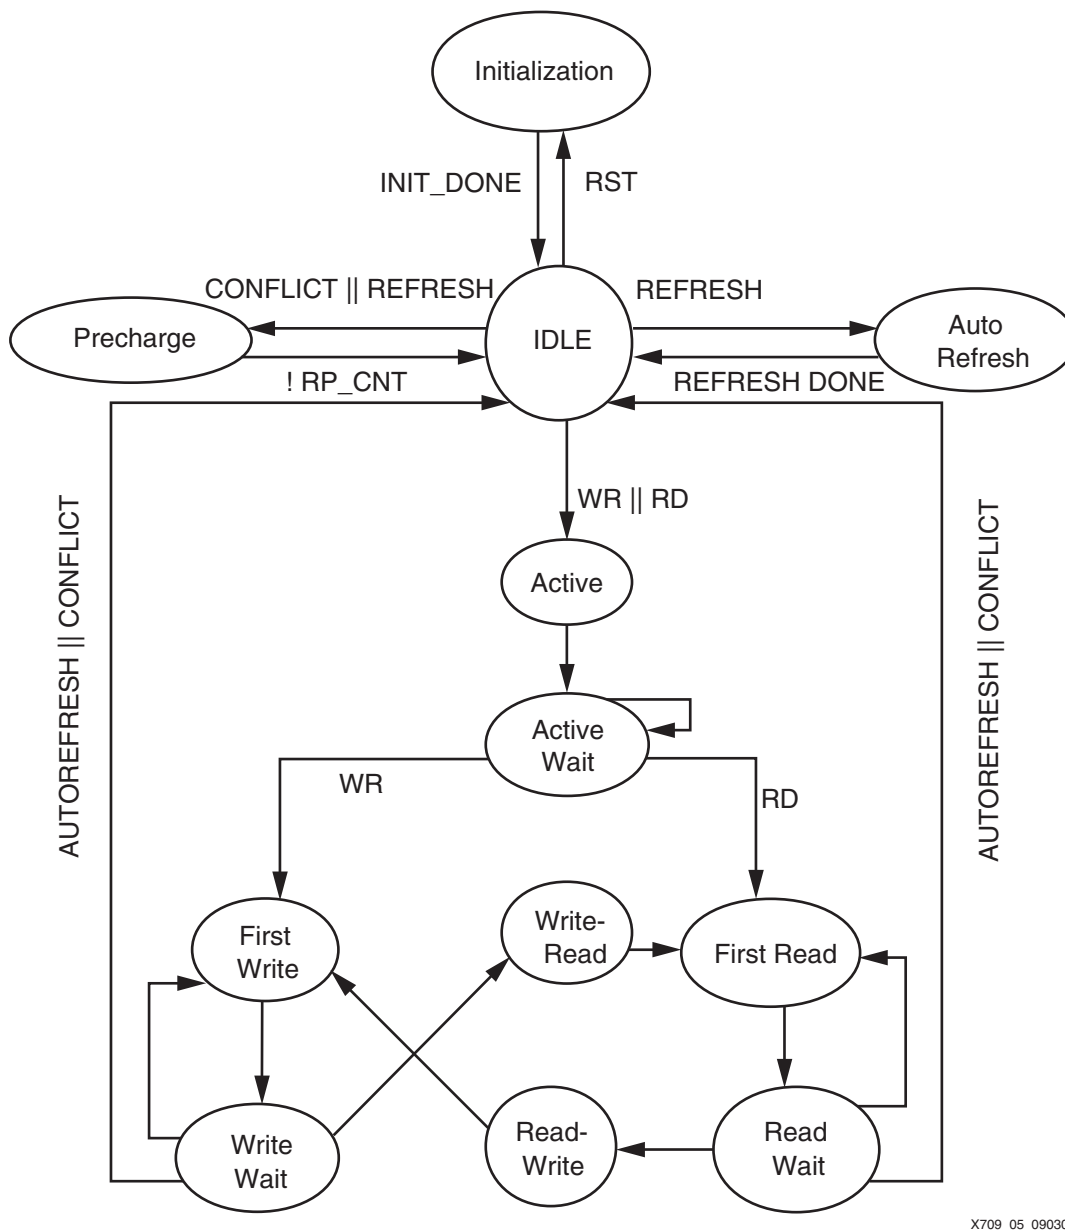 Initialization
INIT_DONE
RST
CONFLICT || REFRESH
REFRESH
Precharge
IDLE
Auto
Refresh
! RP_CNT
REFRESH DONE
WR || RD
AUTOREFRESH || CONFLICT
AUTOREFRESH || CONFLICT
Active
Active
Wait
WR
RD
First
Write
Write-
Read
First Read
Write
Wait
Read-
Write
Read
Wait
X709_05_09030